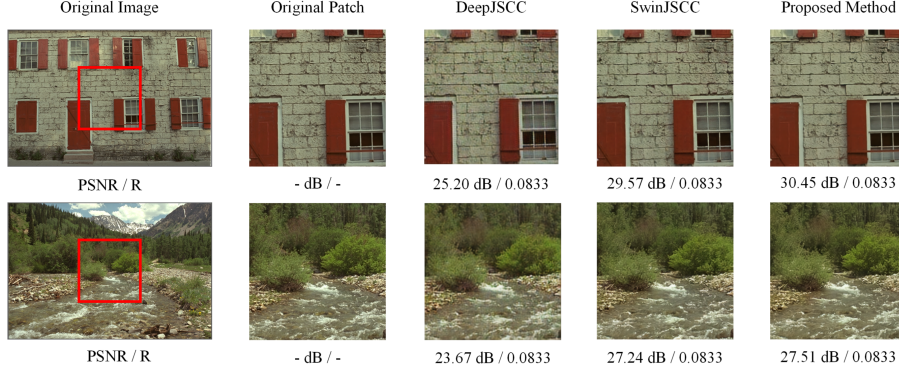 Original Image Original Patch DeepJSCC SwinJSCC Proposed Method
PSNR / R - dB / - 25.20 dB / 0.0833 29.57 dB / 0.0833 30.45 dB / 0.0833
PSNR / R - dB / - 23.67 dB / 0.0833 27.24 dB / 0.0833 27.51 dB / 0.0833